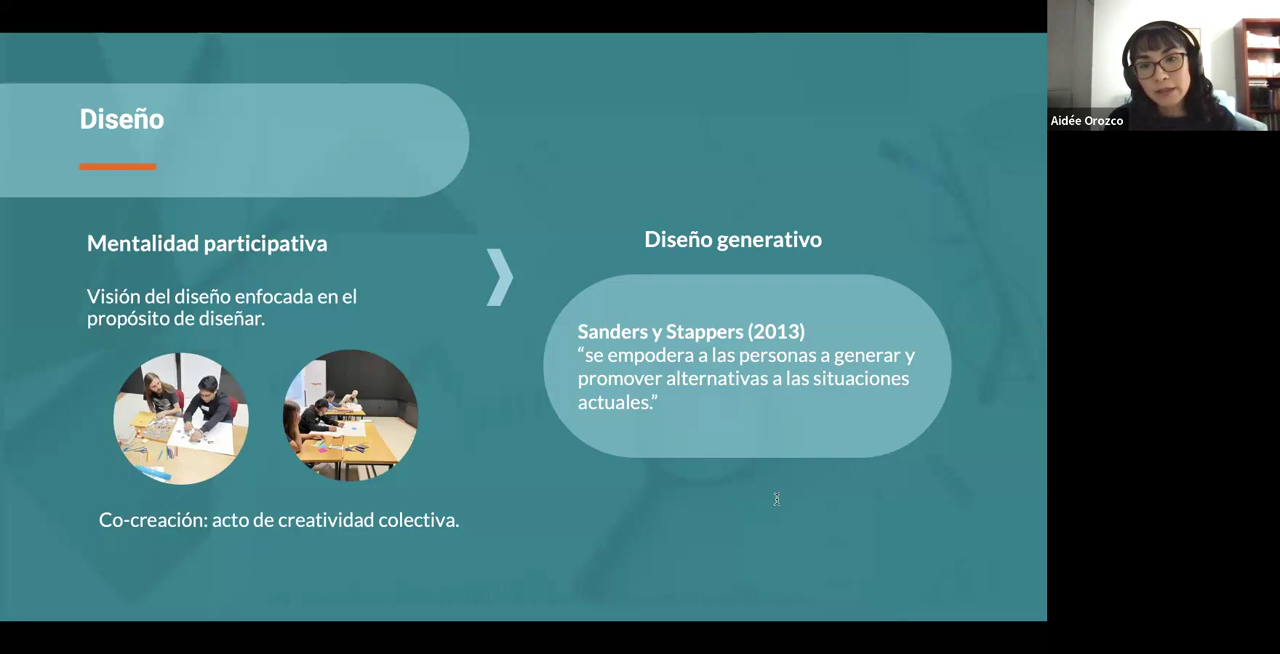 Diseño
Mentalidad participativa
Visión del diseño enfocada en el
propósito de diseñar.
Co-creación: acto de creatividad colectiva.
Diseño generativo
Sanders y Stappers (2013)
“se empodera a las personas a generar y
promover alternativas a las situaciones
actuales.”
Aidée Orozco